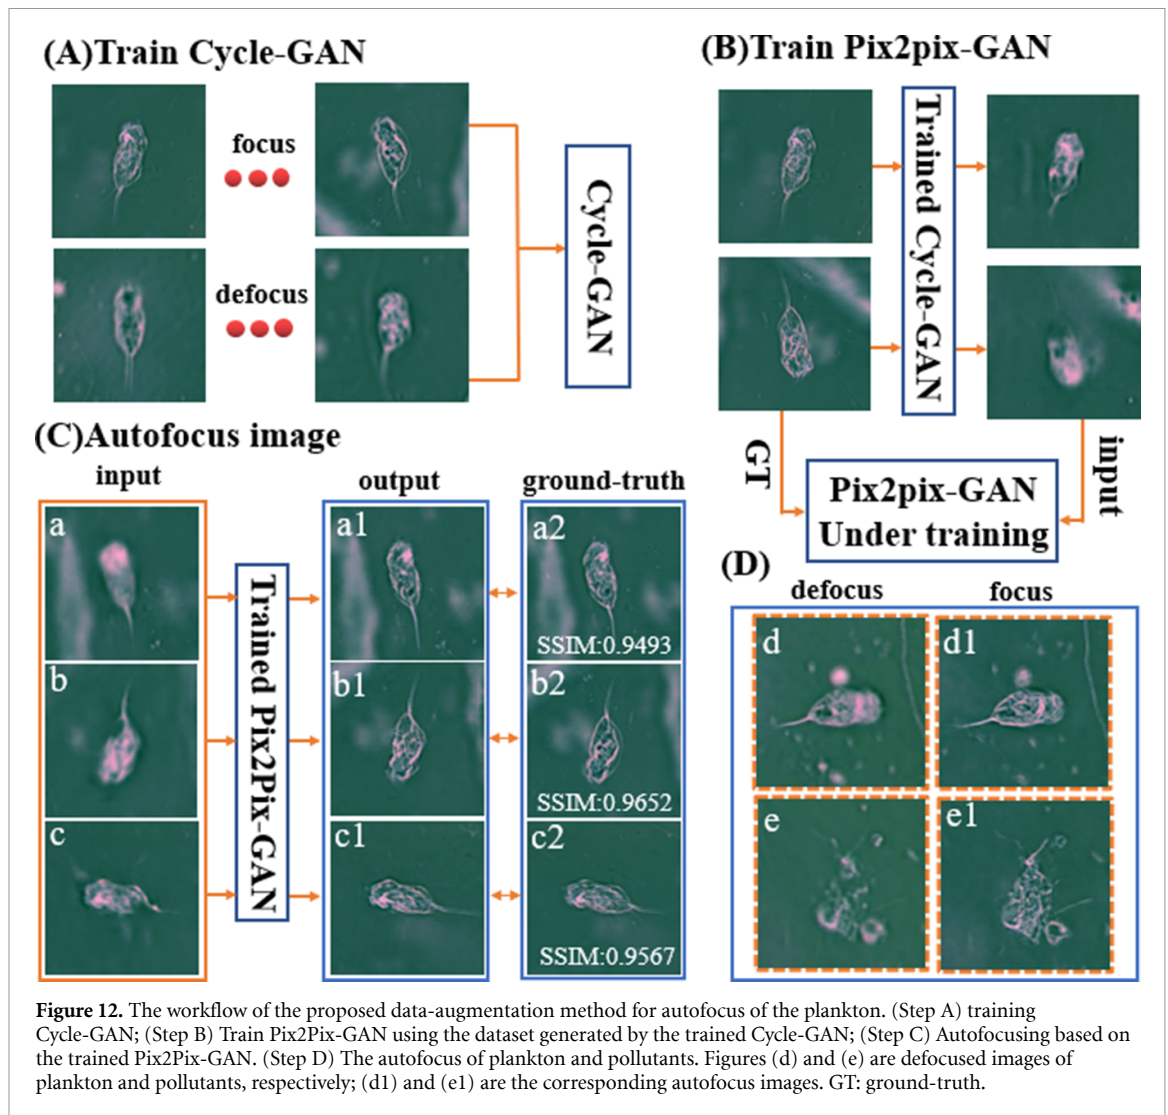 (A)Train Cycle-GAN
focus
defocus
Cycle-GAN
(B)Train Pix2pix-GAN
Trained Cycle-GAN
GT
input
Pix2pix-GAN
Under training
(C)Autofocus image
input
output
ground-truth
a
a1
a2
SSIM:0.9493
b
b1
b2
SSIM:0.9652
c
c1
c2
SSIM:0.9567
Trained Pix2Pix-GAN
(D)
defocus
focus
d
d1
e
e1
Figure 12. The workflow of the proposed data-augmentation method for autofocus of the plankton. (Step A) training
Cycle-GAN; (Step B) Train Pix2Pix-GAN using the dataset generated by the trained Cycle-GAN; (Step C) Autofocusing based on
the trained Pix2Pix-GAN. (Step D) The autofocus of plankton and pollutants. Figures (d) and (e) are defocused images of
plankton and pollutants, respectively; (d1) and (e1) are the corresponding autofocus images. GT: ground-truth.